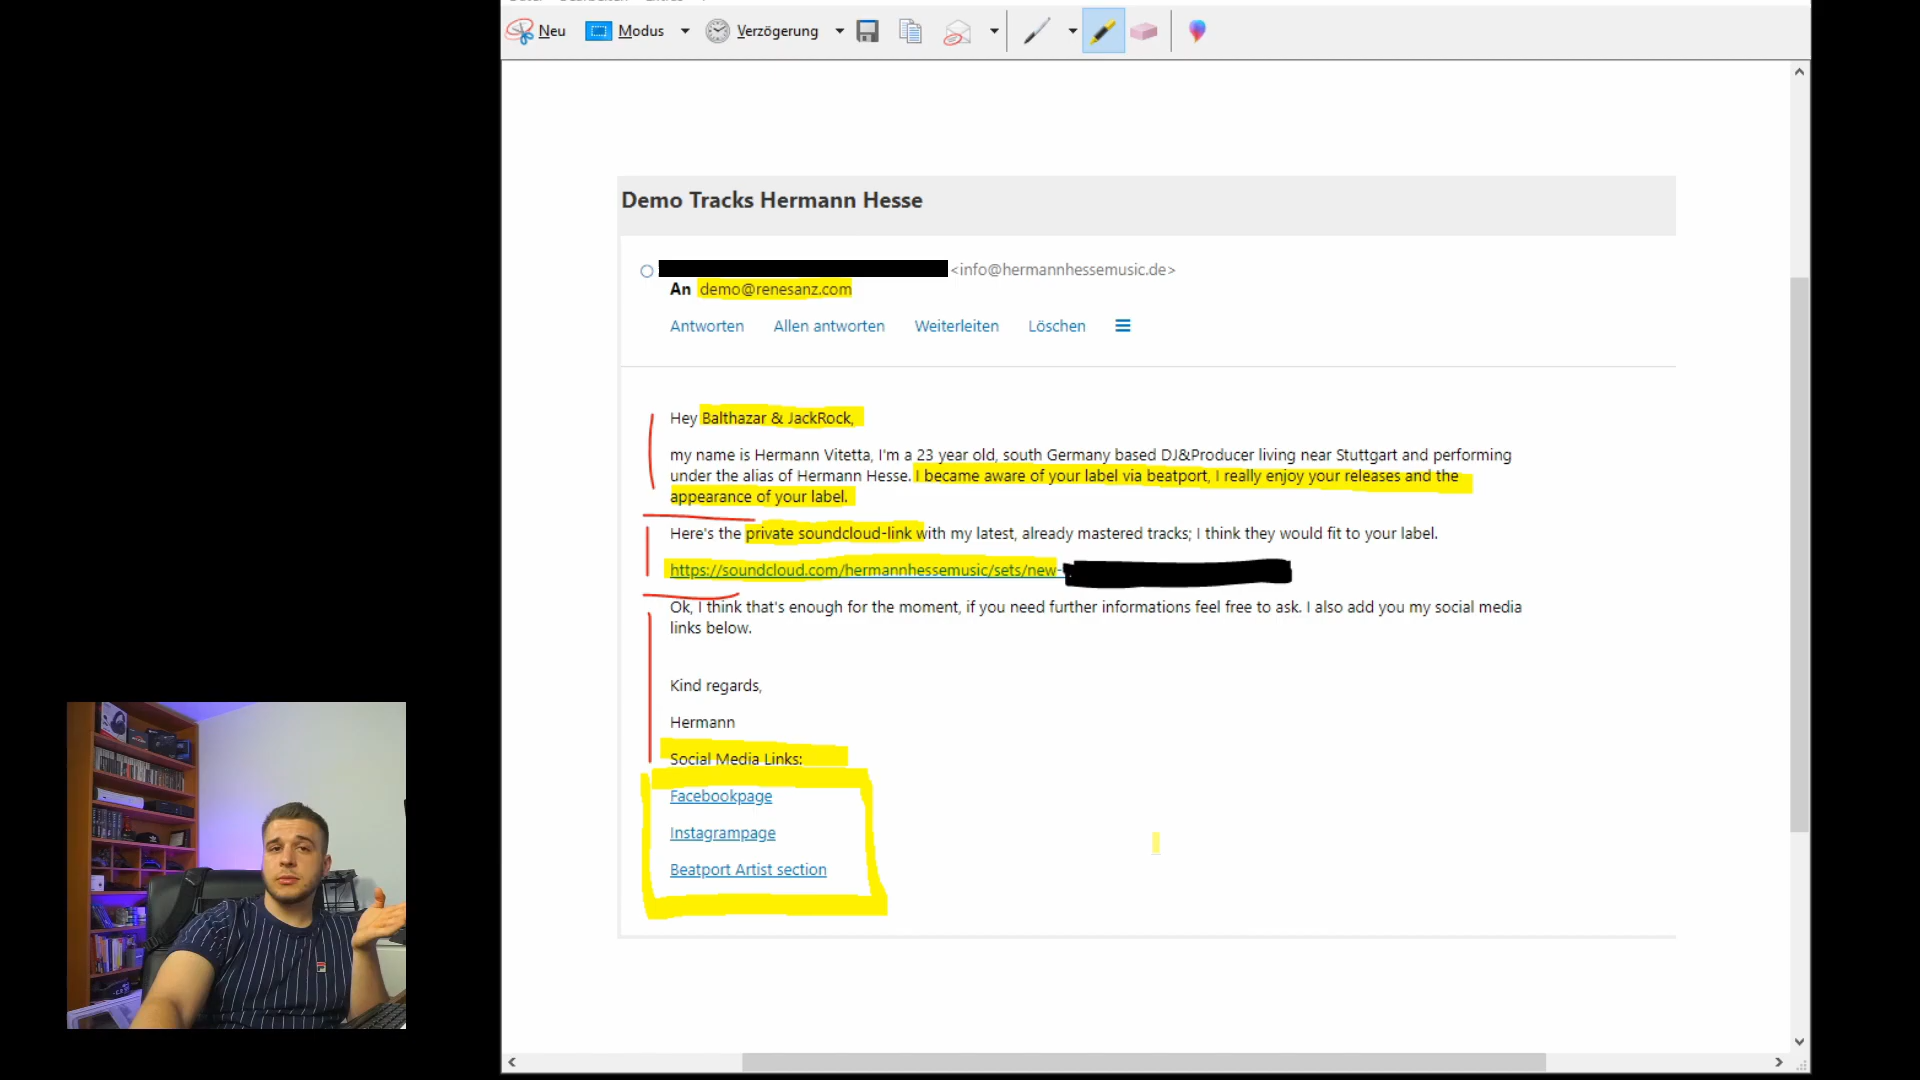 Neu Modus Verzögerung
Demo Tracks Hermann Hesse
<info@hermannhessemusic.de>
An demo@renesanz.com
Antworten Allen antworten Weiterleiten Löschen
Hey Balthazar & JackRock,
my name is Hermann Vitetta, I'm a 23 year old, south Germany based DJ&Producer living near Stuttgart and performing
under the alias of Hermann Hesse. I became aware of your label via beatport, I really enjoy your releases and the
appearance of your label.
Here's the private soundcloud-link with my latest, already mastered tracks; I think they would fit to your label.
https://soundcloud.com/hermannhessemusic/sets/new-
Ok, I think that's enough for the moment, if you need further informations feel free to ask. I also add you my social media
links below.
Kind regards,
Hermann
Social Media Links:
Facebookpage
Instagrampage
Beatport Artist section